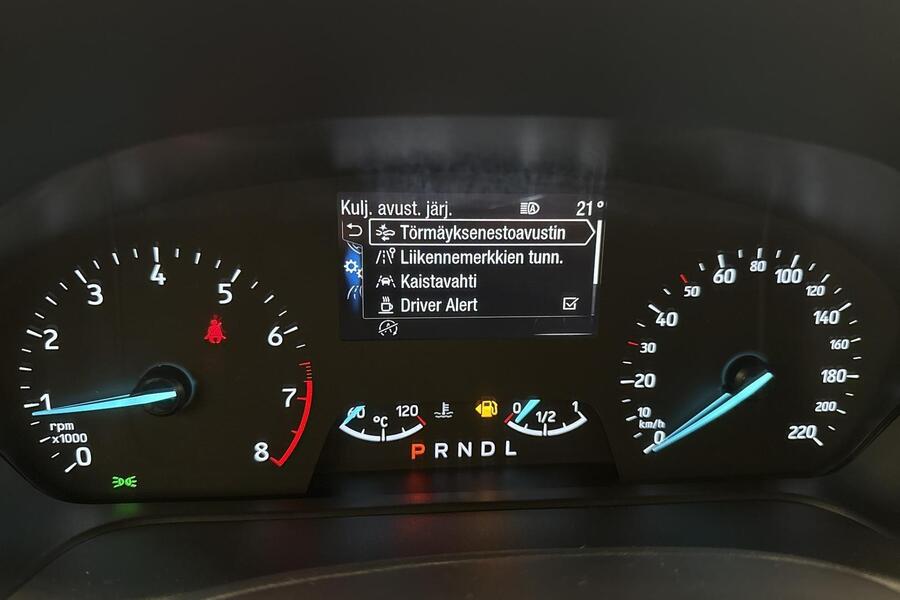 Kulj. avust. järj. 21°
Törmäyksenestoavustin
Liikennemerkkien tunn.
Kaistavahti
Driver Alert
0 1 2 3 4 5 6 7 8
rpm
x1000
60 °C 120
0 1/2 1
P R N D L
0 10 20 30 40 50 60 80 100 120 140 160 180 200 220
km/h